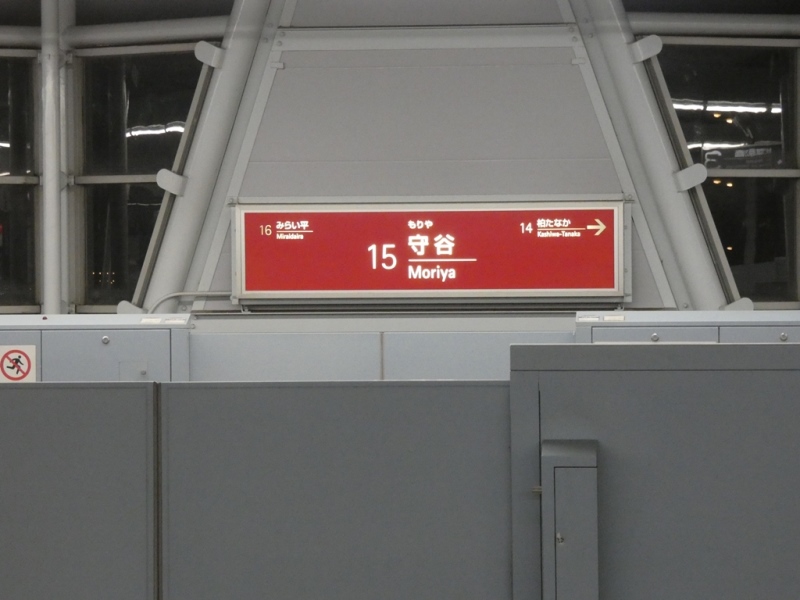 16 みらい平
Miraidaira
もりや
15 守谷
Moriya
14 柏たなか
Kashiwa-Tanaka